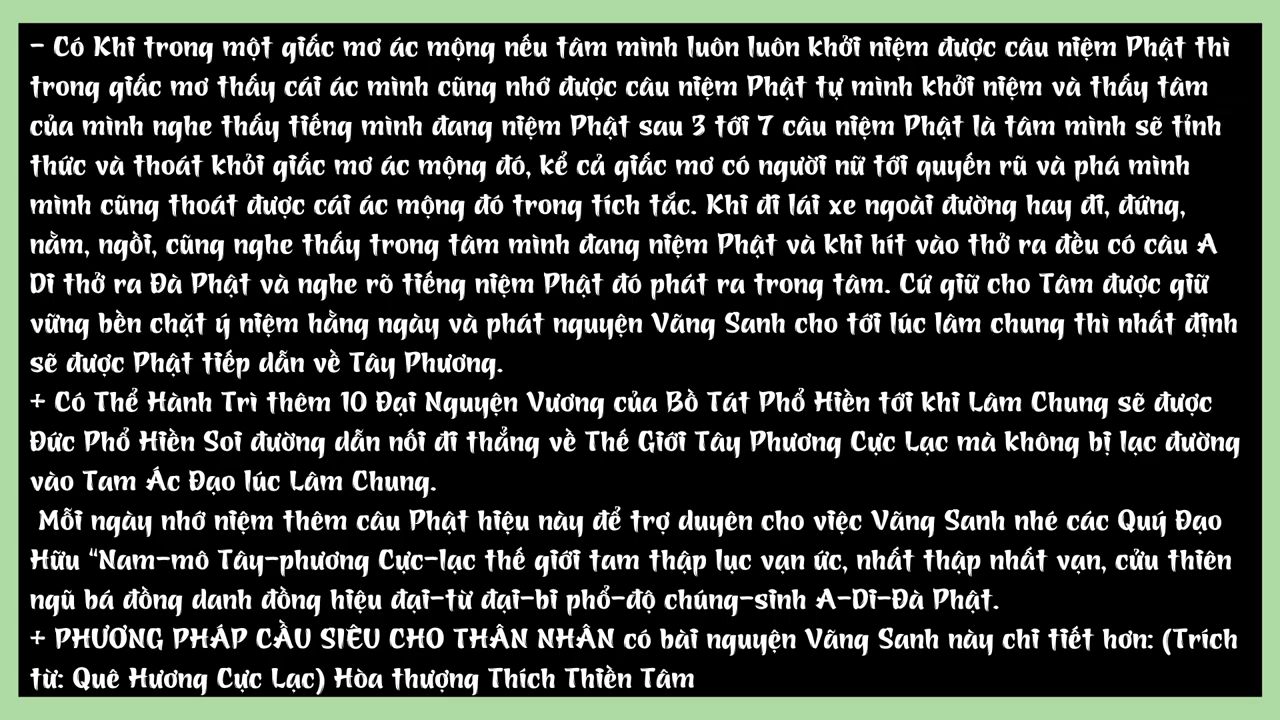 - Có Khi trong một giấc mơ ác mộng nếu tâm mình luôn luôn khởi niệm được câu niệm Phật thì
trong giấc mơ thấy cái ác mình cũng nhớ được câu niệm Phật tự mình khởi niệm và thấy tâm
của mình nghe thấy tiếng mình đang niệm Phật sau 3 tới 7 câu niệm Phật là tâm mình sẽ tỉnh
thức và thoát khỏi giấc mơ ác mộng đó, kể cả giấc mơ có người nữ tới quyến rũ và phá mình
mình cũng thoát được cái ác mộng đó trong tích tắc. Khi đi lái xe ngoài đường hay đi, đứng,
nằm, ngồi, cũng nghe thấy trong tâm mình đang niệm Phật và khi hít vào thở ra đều có câu A
Di thở ra Đà Phật và nghe rõ tiếng niệm Phật đó phát ra trong tâm. Cứ giữ cho Tâm được giữ
vững bền chặt ý niệm hằng ngày và phát nguyện Vãng Sanh cho tới lúc lâm chung thì nhất định
sẽ được Phật tiếp dẫn về Tây Phương.
+ Có Thể Hành Trì thêm 10 Đại Nguyện Vương của Bồ Tát Phổ Hiền tới khi Lâm Chung sẽ được
Đức Phổ Hiền Soi đường dẫn nối đi thẳng về Thế Giới Tây Phương Cực Lạc mà không bị lạc đường
vào Tam Ác Đạo lúc Lâm Chung.
Mỗi ngày nhớ niệm thêm câu Phật hiệu này để trợ duyên cho việc Vãng Sanh nhé các Quý Đạo
Hữu “Nam-mô Tây-phương Cực-lạc thế giới tam thập lục vạn ức, nhất thập nhất vạn, cửu thiên
ngũ bá đồng danh đồng hiệu đại-từ đại-bi phổ-độ chúng-sinh A-Di-Đà Phật.
+ PHƯƠNG PHÁP CẦU SIÊU CHO THÂN NHÂN có bài nguyện Vãng Sanh này chi tiết hơn: (Trích
từ: Quê Hương Cực Lạc) Hòa thượng Thích Thiền Tâm